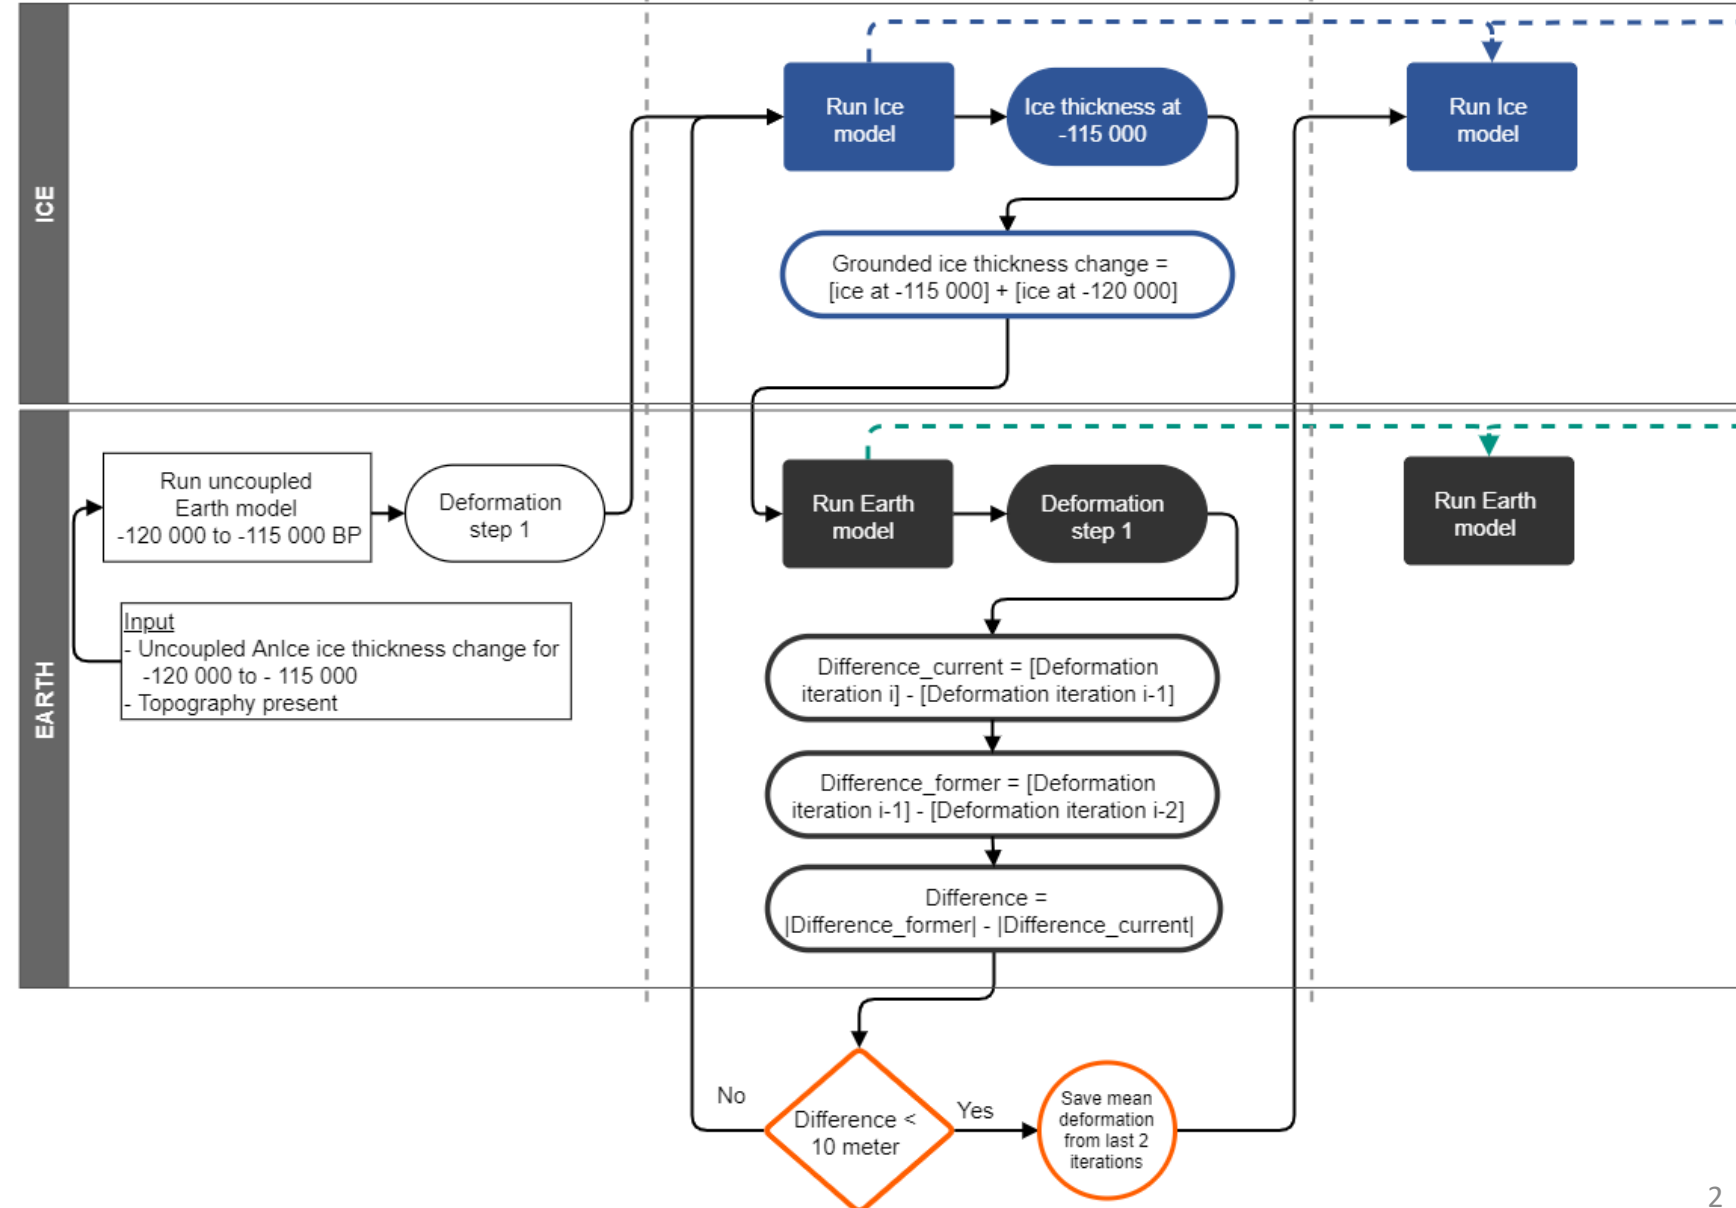 ICE
Run Ice
model
Ice thickness at
-115 000
Run Ice
model
Grounded ice thickness change =
[ice at -115 000] + [ice at -120 000]
EARTH
Run uncoupled
Earth model
-120 000 to -115 000 BP
Deformation
step 1
Run Earth
model
Deformation
step 1
Run Earth
model
Input
- Uncoupled AnIce ice thickness change for
-120 000 to - 115 000
- Topography present
Difference_current = [Deformation
iteration i] - [Deformation iteration i-1]
Difference_former = [Deformation
iteration i-1] - [Deformation iteration i-2]
Difference =
|Difference_former| - |Difference_current|
No
Difference <
10 meter
Yes
Save mean
deformation
from last 2
iterations
2